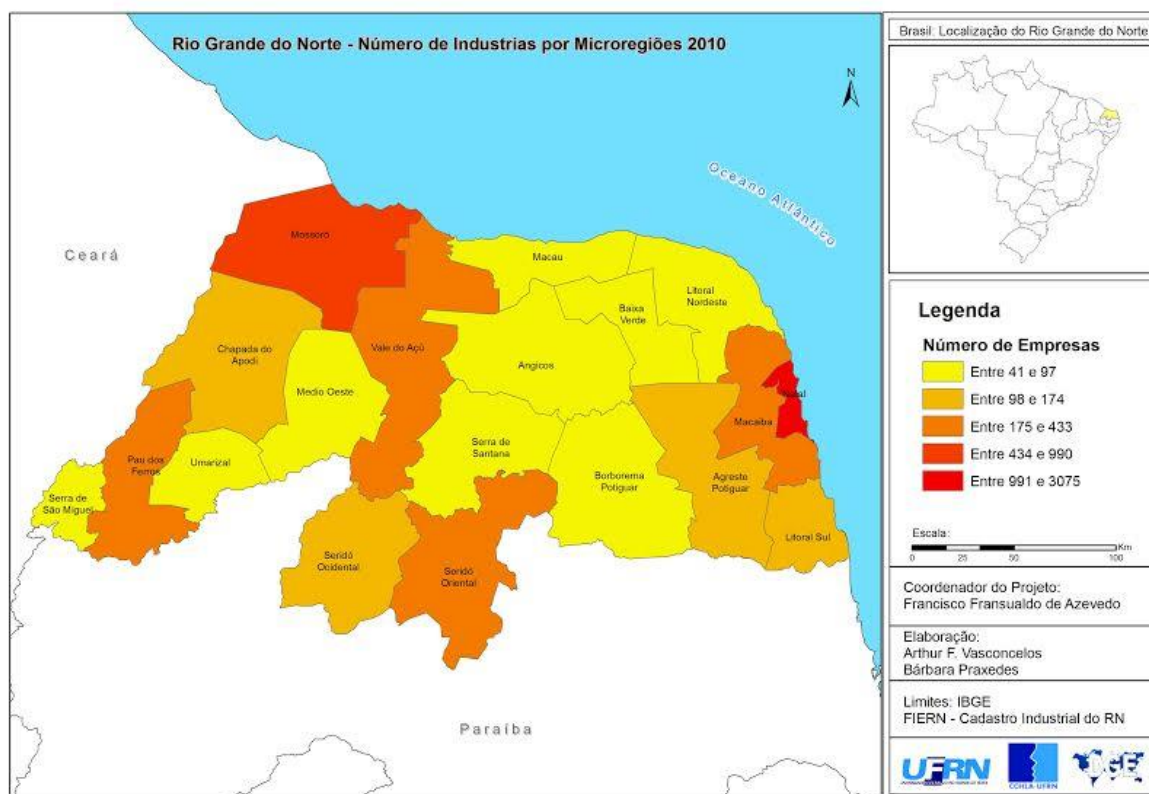 Rio Grande do Norte - Número de Industrias por Microregiões 2010
N
Oceano Atlântico
Ceará
Mossoró
Macau
Litoral
Nordeste
Baixa
Verde
Chapada do
Apodi
Vale do Açú
Angicos
Medio Oeste
Natal
Macaiba
Pau dos
Ferros
Umarizal
Serra de
Santana
Serra de
São Miguel
Borborema
Potiguar
Agreste
Potiguar
Litoral Sul
Seridó
Ocidental
Seridó
Oriental
Paraíba
Brasil: Localização do Rio Grande do Norte
Legenda
Número de Empresas
Entre 41 e 97
Entre 98 e 174
Entre 175 e 433
Entre 434 e 990
Entre 991 e 3075
Escala:
0 25 50 100 Km
Coordenador do Projeto:
Francisco Fransualdo de Azevedo
Elaboração:
Arthur F. Vasconcelos
Bárbara Praxedes
Limites: IBGE
FIERN - Cadastro Industrial do RN
UFRN
CCHLA-UFRN
IBGE